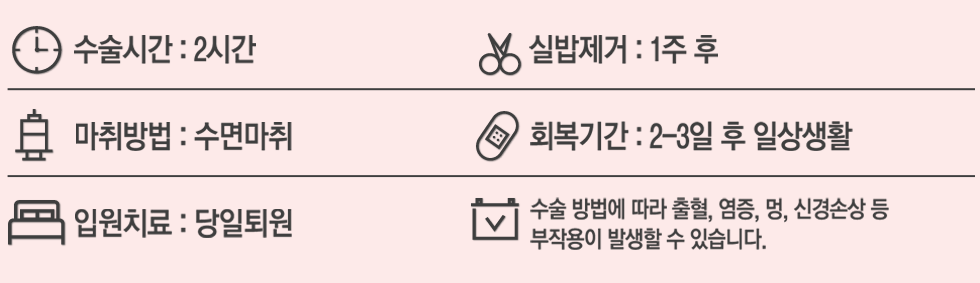 수술시간 : 2시간
실밥제거 : 1주 후
마취방법 : 수면마취
회복기간 : 2-3일 후 일상생활
입원치료 : 당일퇴원
수술 방법에 따라 출혈, 염증, 멍, 신경손상 등
부작용이 발생할 수 있습니다.